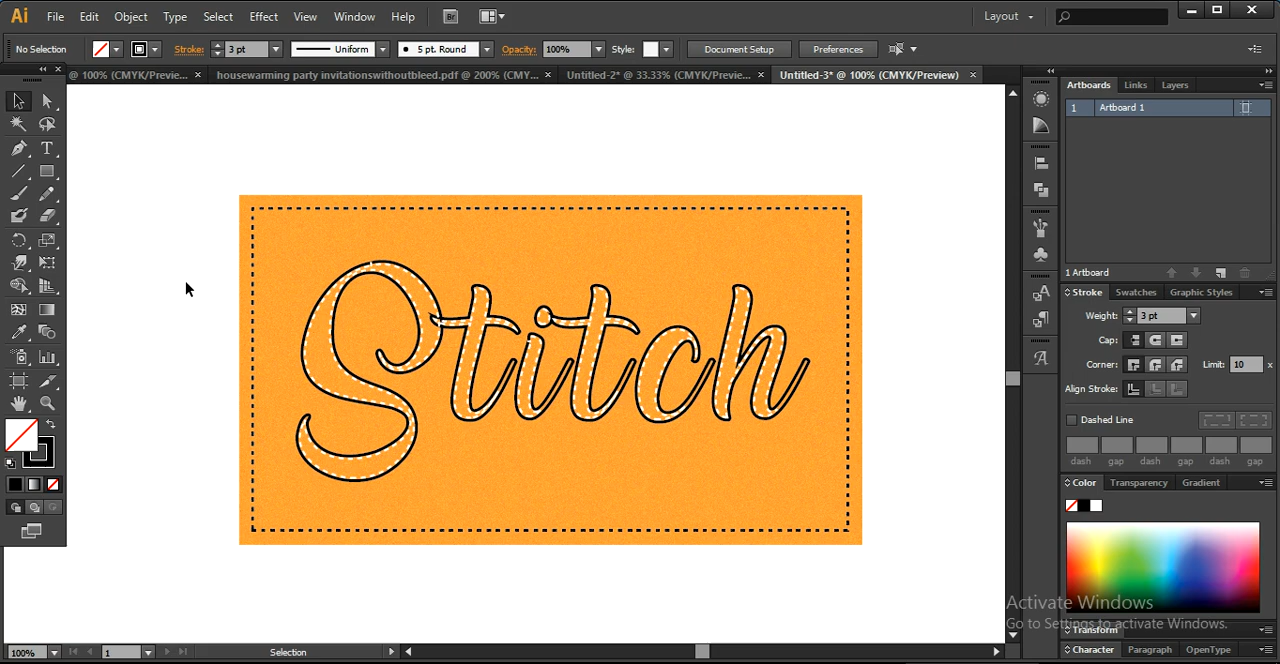 Ai File Edit Object Type Select Effect View Window Help Br Layout
No Selection Stroke: 3 pt Uniform 5 pt. Round Opacity: 100% Style: Document Setup Preferences
@ 100% (CMYK/Previe... × housewarming party invitationswithoutbleed.pdf @ 200% (CMY... × Untitled-2* @ 33.33% (CMYK/Previe... × Untitled-3* @ 100% (CMYK/Preview) ×
Artboards Links Layers
1 Artboard 1
Stitch
1 Artboard
Stroke Swatches Graphic Styles
Weight: 3 pt
Cap:
Corner: Limit: 10 x
Align Stroke:
Dashed Line
dash gap dash gap dash gap
Color Transparency Gradient
Activate Windows
Go to Settings to activate Windows.
Transform
Character Paragraph OpenType
100% 1 Selection